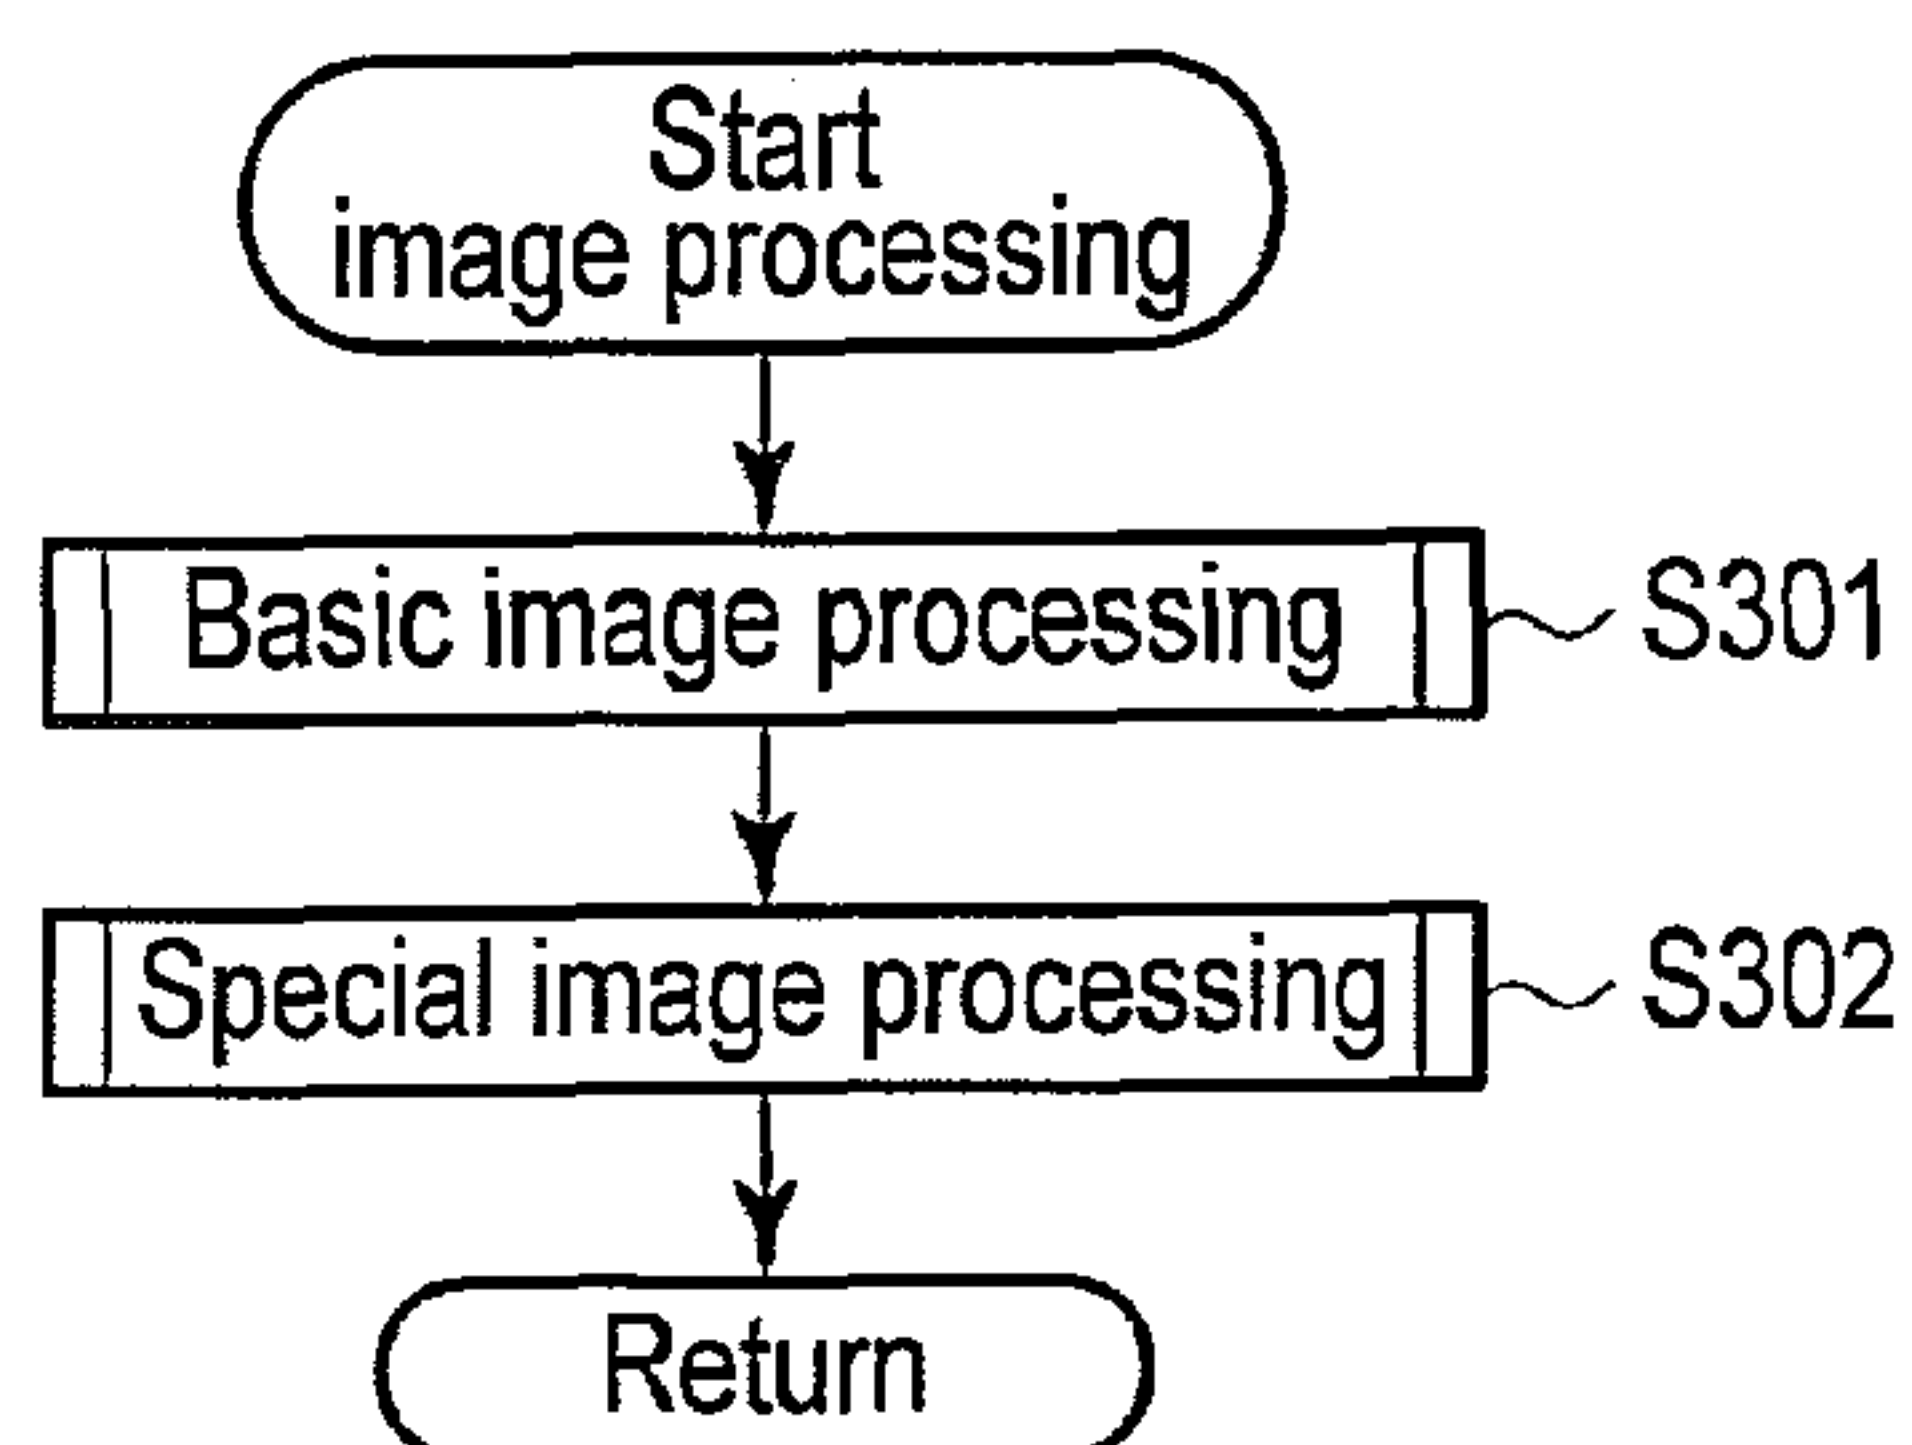 Start
image processing
Basic image processing
S301
Special image processing
S302
Return